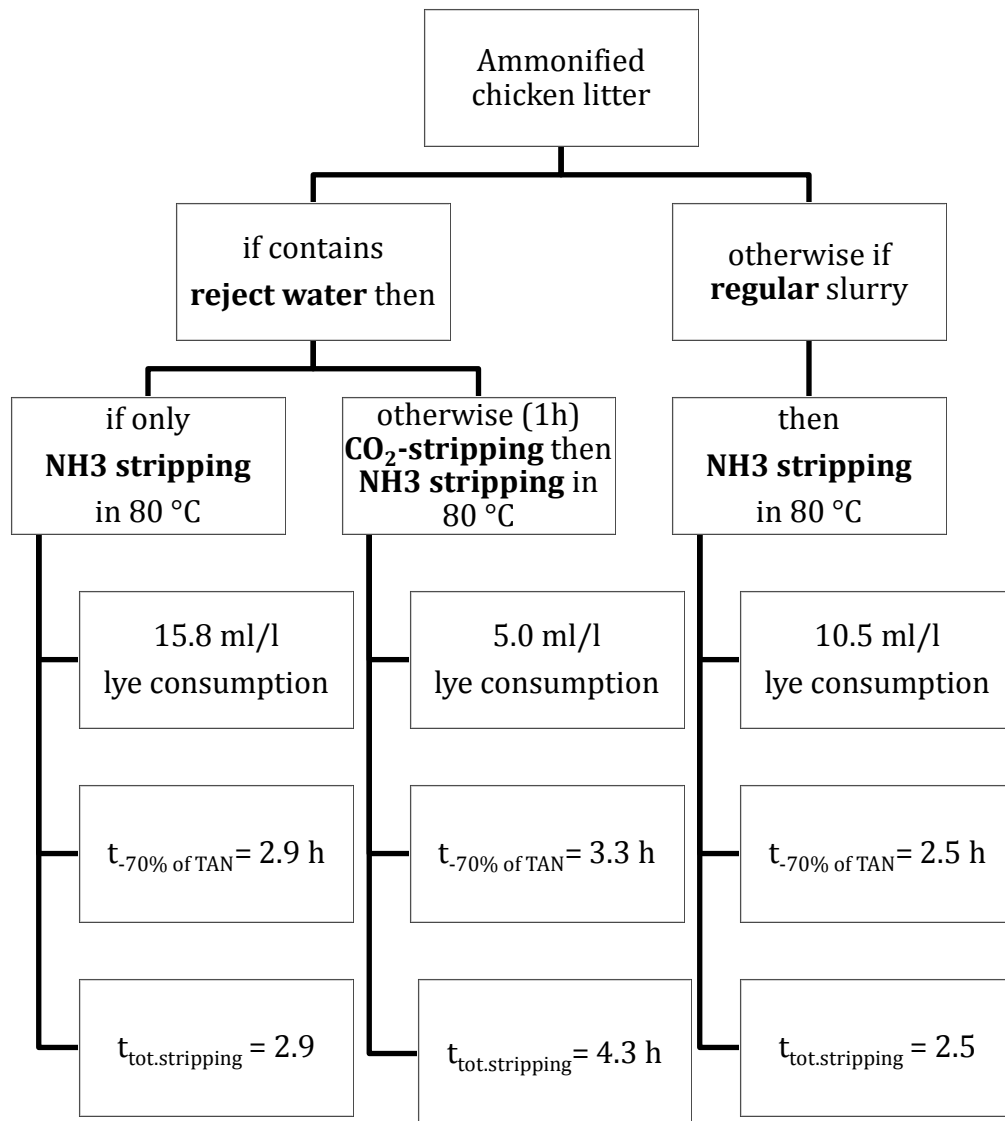 Ammonified
chicken litter
if contains
reject water then
otherwise if
regular slurry
if only
NH3 stripping
in 80 °C
otherwise (1h)
CO₂-stripping then
NH3 stripping in
80 °C
then
NH3 stripping
in 80 °C
15.8 ml/l
lye consumption
5.0 ml/l
lye consumption
10.5 ml/l
lye consumption
t-70% of TAN= 2.9 h
t-70% of TAN= 3.3 h
t-70% of TAN= 2.5 h
ttot.stripping = 2.9
ttot.stripping= 4.3 h
ttot.stripping = 2.5